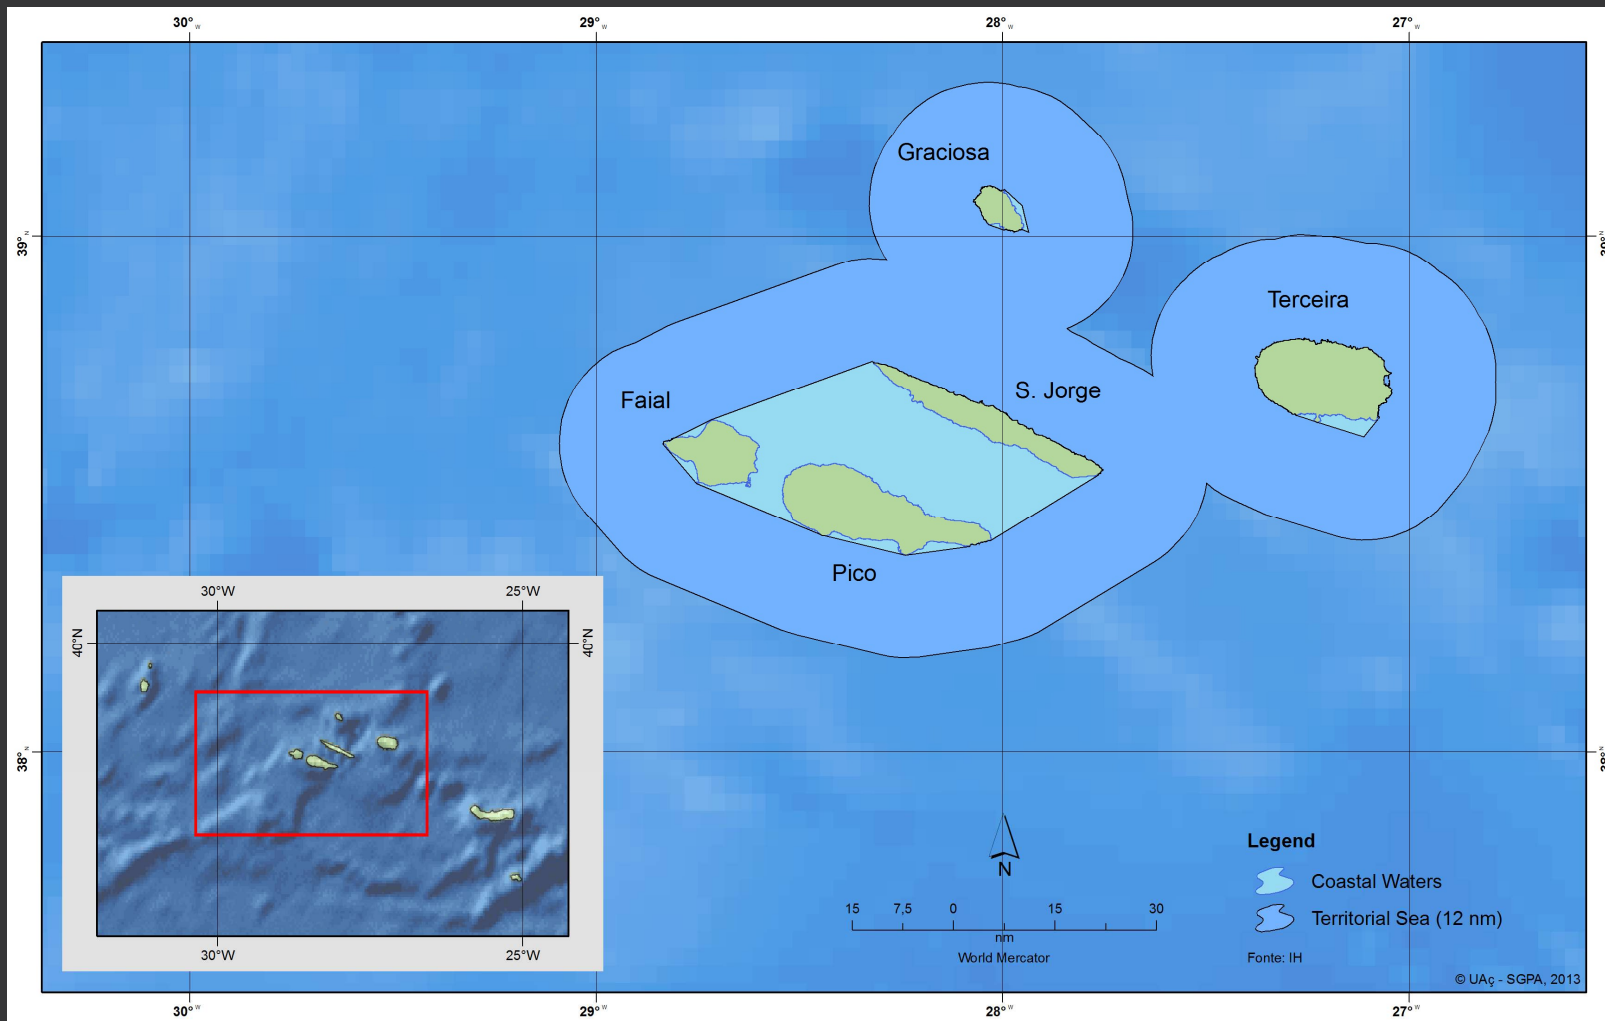 30° W 29° W 28° W 27° W
Graciosa
39° N
Terceira
S. Jorge
Faial
Pico
30°W 25°W
40°N 40°N
38° N
Legend
N
Coastal Waters
15 7,5 0 15 30
Territorial Sea (12 nm)
nm
30°W 25°W
World Mercator
Fonte: IH
© UAç - SGPA, 2013
30° W 29° W 28° W 27° W